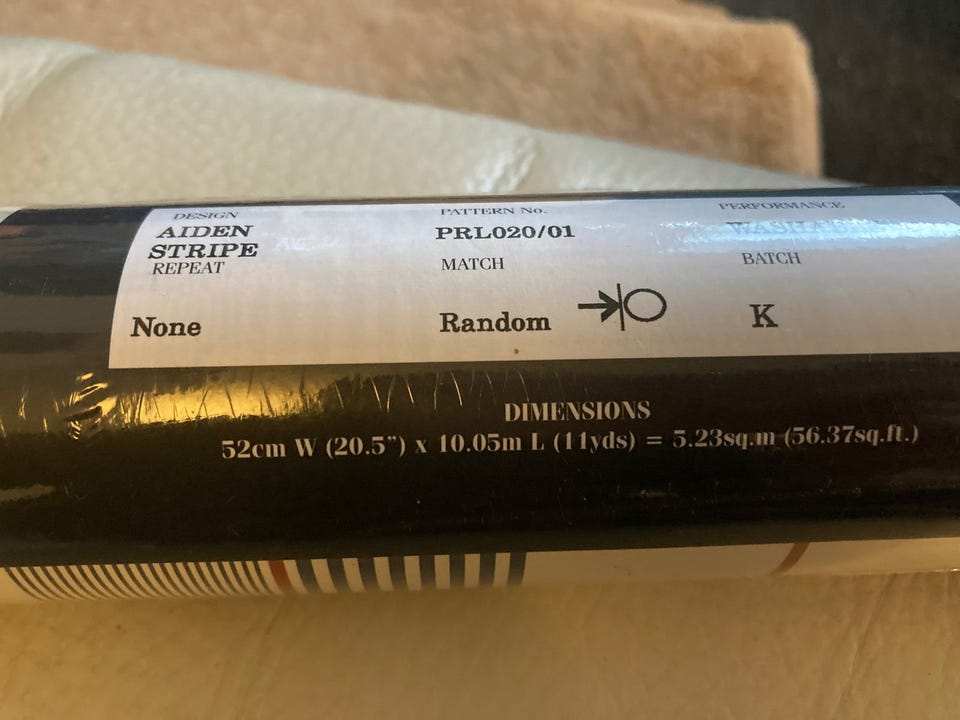 DESIGN
AIDEN
STRIPE
REPEAT
None
PATTERN No.
PRL020/01
MATCH
Random
PERFORMANCE
WASHABLE
BATCH
K
DIMENSIONS
52cm W (20.5”) x 10.05m L (11yds) = 5.23sq.m (56.37sq.ft.)